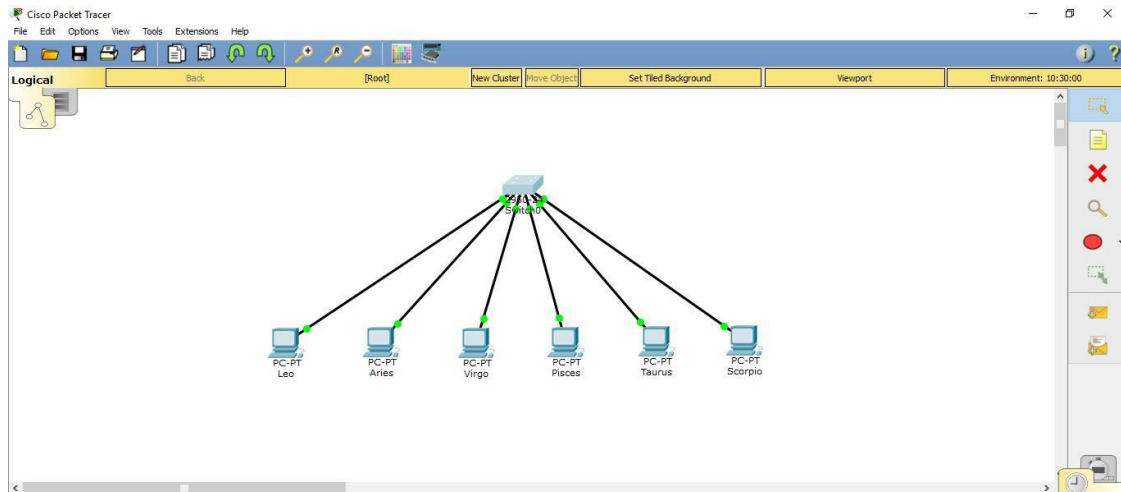 Cisco Packet Tracer
File Edit Options View Tools Extensions Help
Logical Back [Root] New Cluster Move Object Set Tiled Background Viewport Environment: 10:30:00
Switch0
PC-PT
Leo
PC-PT
Aries
PC-PT
Virgo
PC-PT
Pisces
PC-PT
Taurus
PC-PT
Scorpio